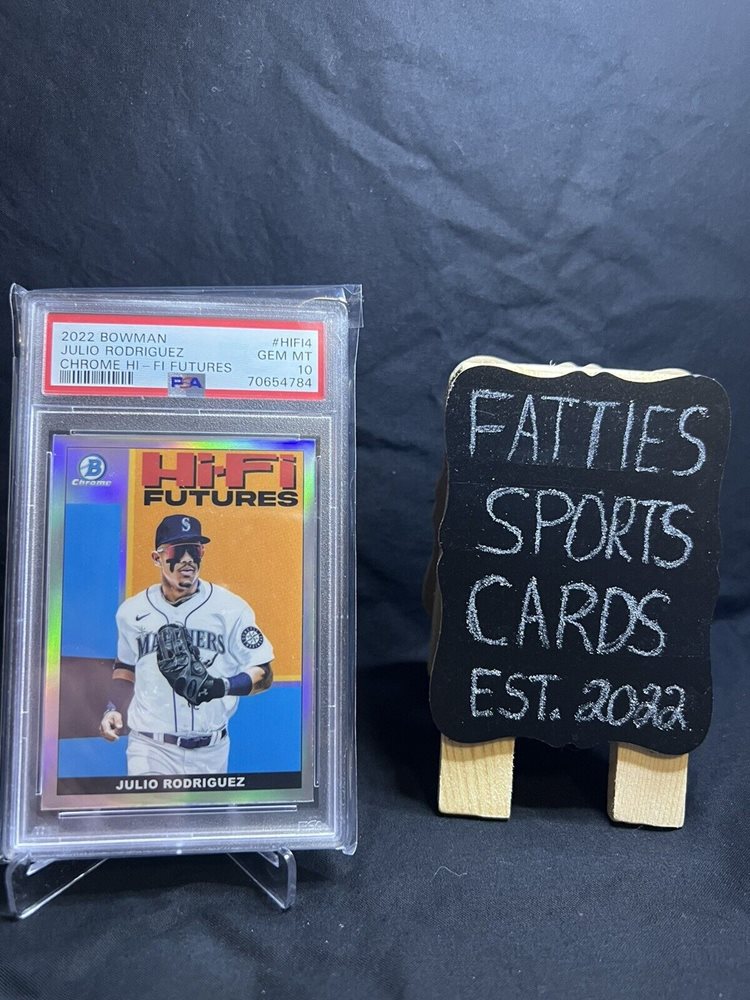 2022 BOWMAN #HIFI4
JULIO RODRIGUEZ GEM MT
CHROME HI-FI FUTURES 10
PSA 70654784
B
Chrome
Hi-Fi
FUTURES
S
MARINERS
JULIO RODRIGUEZ
FATTIES
SPORTS
CARDS
EST. 2022